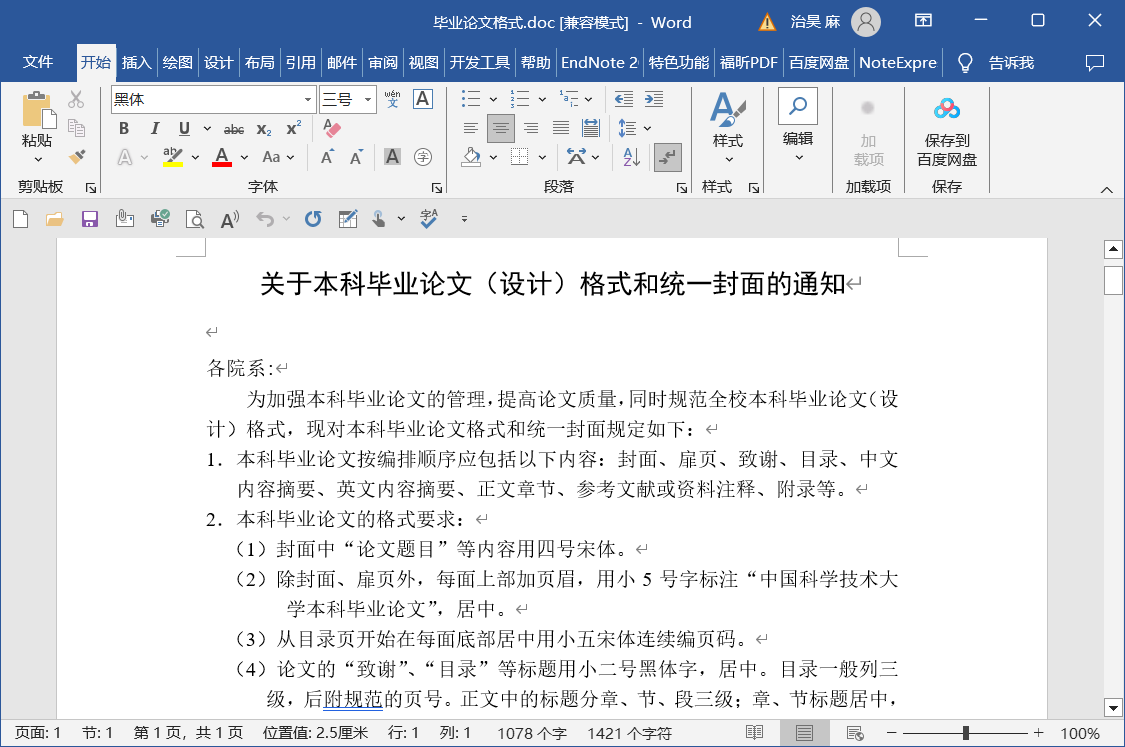 毕业论文格式.doc [兼容模式] - Word 治昊 麻
文件 开始 插入 绘图 设计 布局 引用 邮件 审阅 视图 开发工具 帮助 EndNote 2 特色功能 福昕PDF 百度网盘 NoteExpre 告诉我
黑体 三号 wén 文 A
粘贴 B I U abc x₂ x² 样式 编辑 加载项 保存到百度网盘
A ab A Aa A A A 字
剪贴板 字体 段落 样式 加载项 保存
关于本科毕业论文（设计）格式和统一封面的通知
各院系:
为加强本科毕业论文的管理,提高论文质量,同时规范全校本科毕业论文(设
计）格式，现对本科毕业论文格式和统一封面规定如下：
1．本科毕业论文按编排顺序应包括以下内容：封面、扉页、致谢、目录、中文
内容摘要、英文内容摘要、正文章节、参考文献或资料注释、附录等。
2．本科毕业论文的格式要求：
（1）封面中“论文题目”等内容用四号宋体。
（2）除封面、扉页外，每面上部加页眉，用小 5 号字标注“中国科学技术大
学本科毕业论文”，居中。
（3）从目录页开始在每面底部居中用小五宋体连续编页码。
（4）论文的“致谢”、“目录”等标题用小二号黑体字，居中。目录一般列三
级，后附规范的页号。正文中的标题分章、节、段三级；章、节标题居中，
页面: 1 节: 1 第 1 页，共 1 页 位置值: 2.5厘米 行: 1 列: 1 1078 个字 1421 个字符 100%